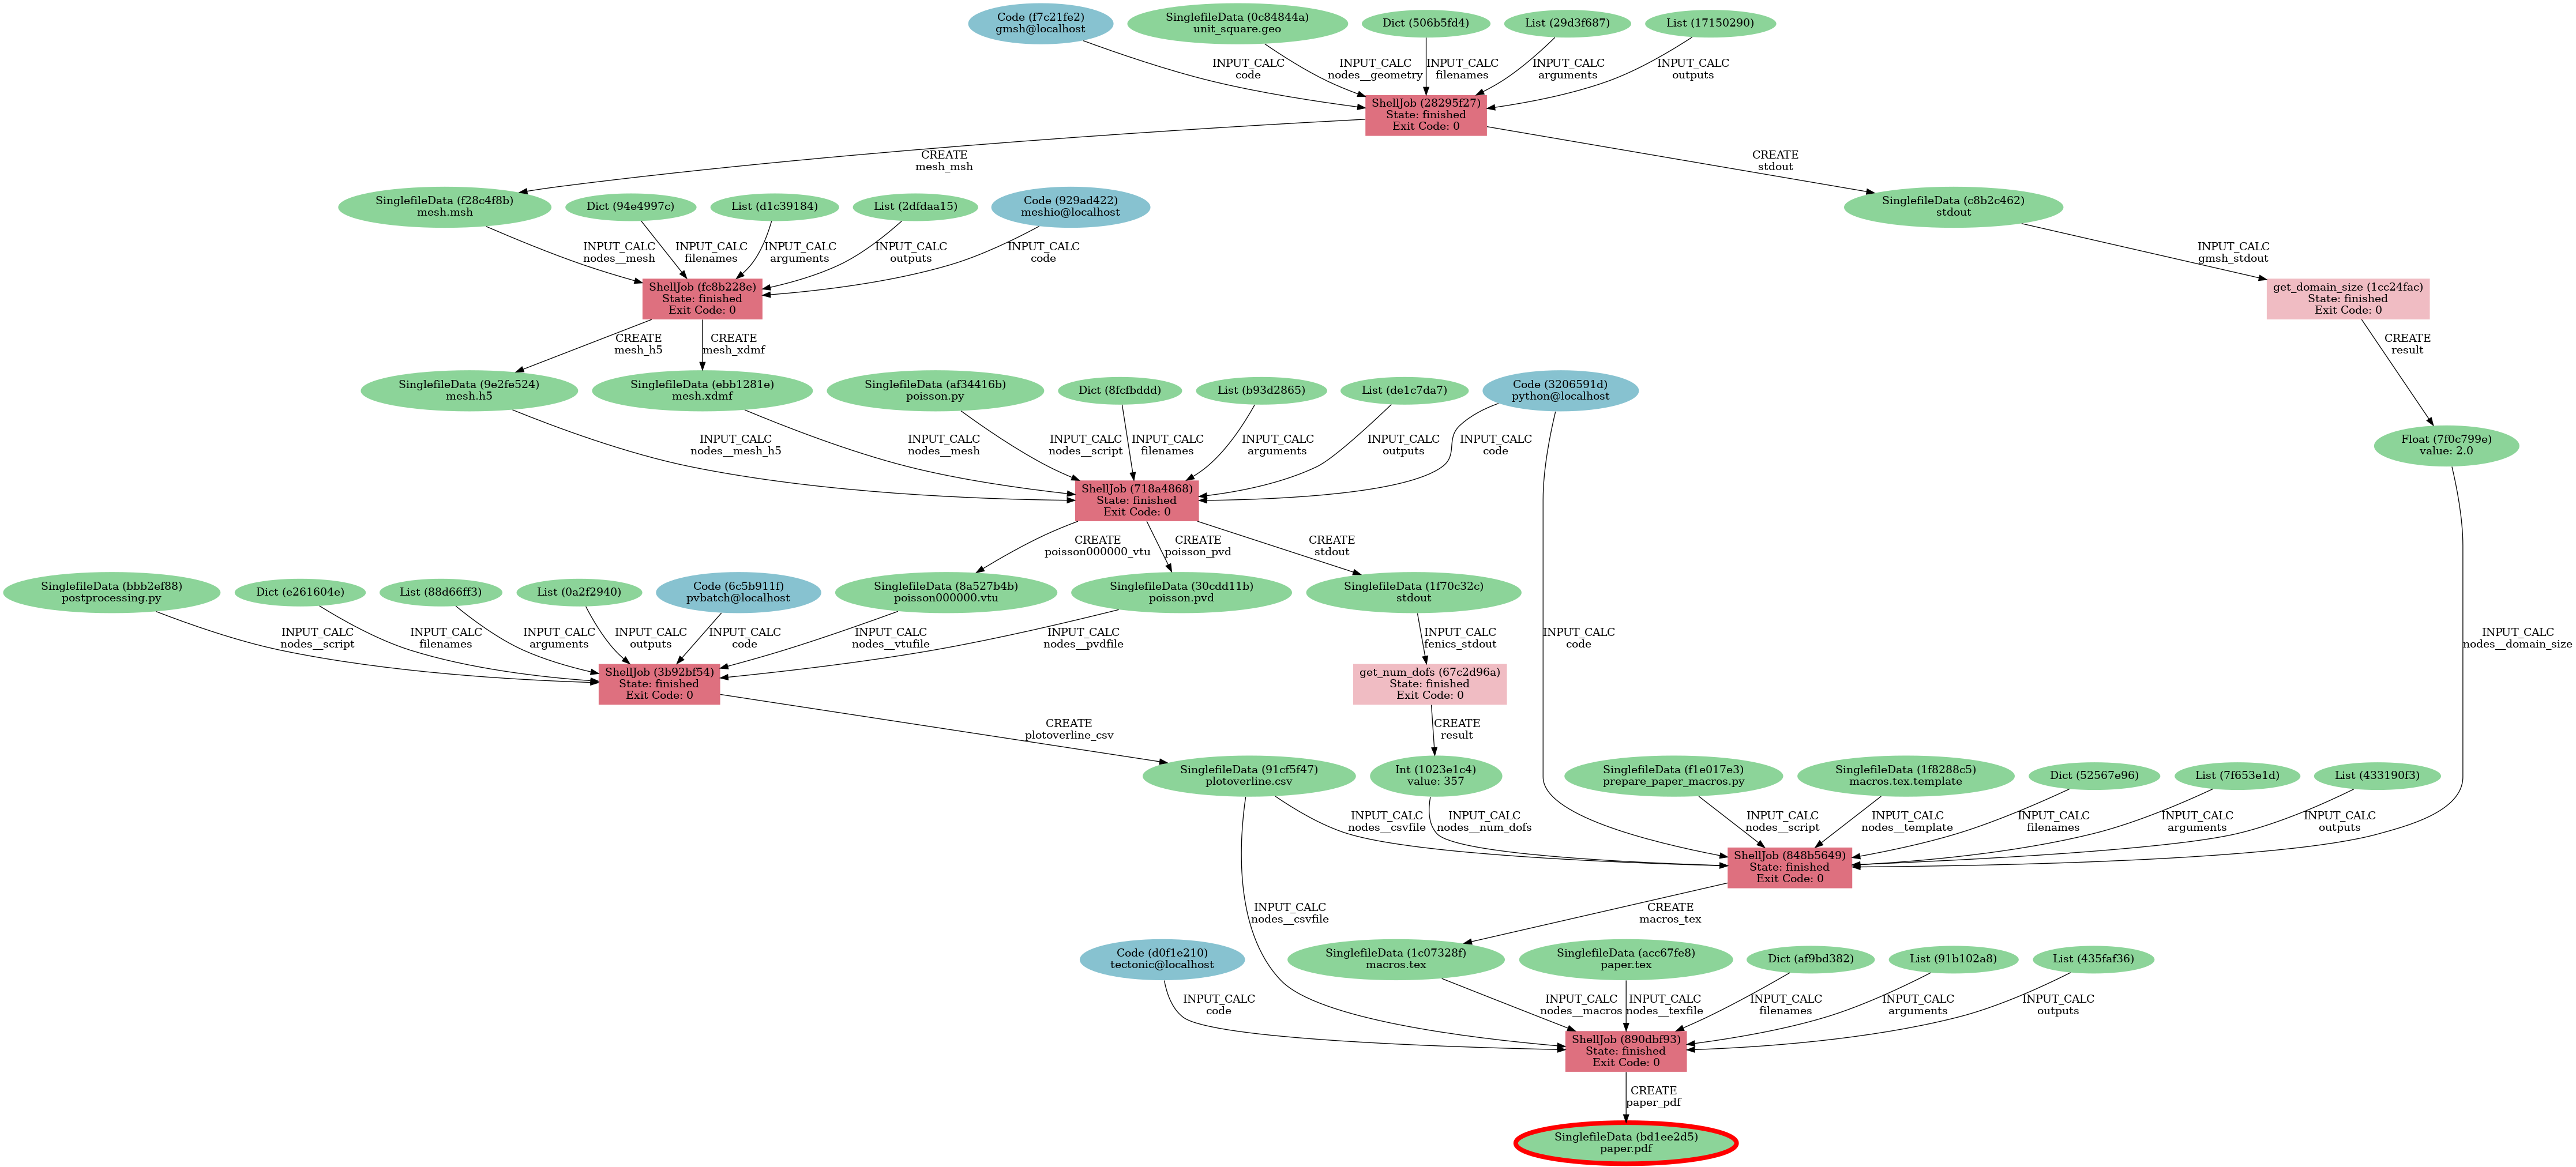 Code (f7c21fe2)
gmsh@localhost
SinglefileData (0c84844a)
unit_square.geo
Dict (506b5fd4)
List (29d3f687)
List (17150290)
INPUT_CALC
code
INPUT_CALC
nodes__geometry
INPUT_CALC
filenames
INPUT_CALC
arguments
INPUT_CALC
outputs
ShellJob (28295f27)
State: finished
Exit Code: 0
CREATE
mesh_msh
CREATE
stdout
SinglefileData (f28c4f8b)
mesh.msh
Dict (94e4997c)
List (d1c39184)
List (2dfdaa15)
Code (929ad422)
meshio@localhost
SinglefileData (c8b2c462)
stdout
INPUT_CALC
nodes__mesh
INPUT_CALC
filenames
INPUT_CALC
arguments
INPUT_CALC
outputs
INPUT_CALC
code
INPUT_CALC
gmsh_stdout
ShellJob (fc8b228e)
State: finished
Exit Code: 0
get_domain_size (1cc24fac)
State: finished
Exit Code: 0
CREATE
mesh_h5
CREATE
mesh_xdmf
CREATE
result
SinglefileData (9e2fe524)
mesh.h5
SinglefileData (ebb1281e)
mesh.xdmf
SinglefileData (af34416b)
poisson.py
Dict (8fcfbddd)
List (b93d2865)
List (de1c7da7)
Code (3206591d)
python@localhost
Float (7f0c799e)
value: 2.0
INPUT_CALC
nodes__mesh_h5
INPUT_CALC
nodes__mesh
INPUT_CALC
nodes__script
INPUT_CALC
filenames
INPUT_CALC
arguments
INPUT_CALC
outputs
INPUT_CALC
code
ShellJob (718a4868)
State: finished
Exit Code: 0
CREATE
poisson000000_vtu
CREATE
poisson_pvd
CREATE
stdout
SinglefileData (bbb2ef88)
postprocessing.py
Dict (e261604e)
List (88d66ff3)
List (0a2f2940)
Code (6c5b911f)
pvbatch@localhost
SinglefileData (8a527b4b)
poisson000000.vtu
SinglefileData (30cdd11b)
poisson.pvd
SinglefileData (1f70c32c)
stdout
INPUT_CALC
nodes__script
INPUT_CALC
filenames
INPUT_CALC
arguments
INPUT_CALC
outputs
INPUT_CALC
code
INPUT_CALC
nodes__vtufile
INPUT_CALC
nodes__pvdfile
INPUT_CALC
fenics_stdout
INPUT_CALC
code
INPUT_CALC
nodes__domain_size
ShellJob (3b92bf54)
State: finished
Exit Code: 0
get_num_dofs (67c2d96a)
State: finished
Exit Code: 0
CREATE
plotoverline_csv
CREATE
result
SinglefileData (91cf5f47)
plotoverline.csv
Int (1023e1c4)
value: 357
SinglefileData (f1e017e3)
prepare_paper_macros.py
SinglefileData (1f8288c5)
macros.tex.template
Dict (52567e96)
List (7f653e1d)
List (433190f3)
INPUT_CALC
nodes__csvfile
INPUT_CALC
nodes__num_dofs
INPUT_CALC
nodes__script
INPUT_CALC
nodes__template
INPUT_CALC
filenames
INPUT_CALC
arguments
INPUT_CALC
outputs
ShellJob (848b5649)
State: finished
Exit Code: 0
INPUT_CALC
nodes__csvfile
CREATE
macros_tex
Code (d0f1e210)
tectonic@localhost
SinglefileData (1c07328f)
macros.tex
SinglefileData (acc67fe8)
paper.tex
Dict (af9bd382)
List (91b102a8)
List (435faf36)
INPUT_CALC
code
INPUT_CALC
nodes__macros
INPUT_CALC
nodes__texfile
INPUT_CALC
filenames
INPUT_CALC
arguments
INPUT_CALC
outputs
ShellJob (890dbf93)
State: finished
Exit Code: 0
CREATE
paper_pdf
SinglefileData (bd1ee2d5)
paper.pdf